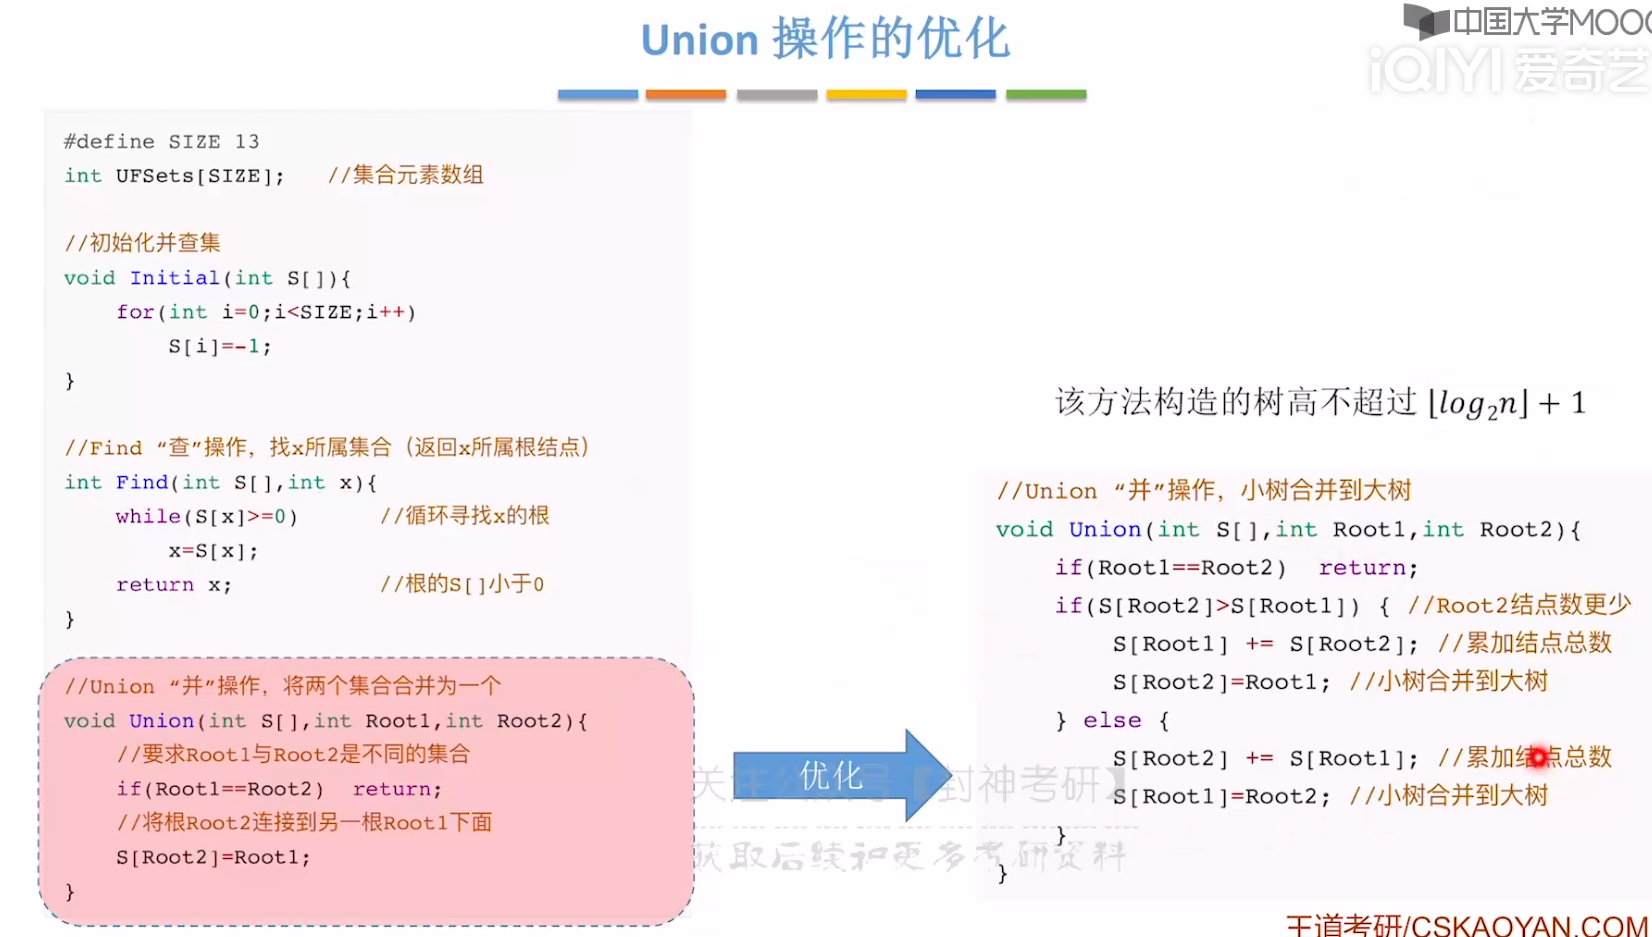 Union 操作的优化
中国大学MOOC
iQIYI 爱奇艺
#define SIZE 13
int UFSets[SIZE];   //集合元素数组
//初始化并查集
void Initial(int S[]){
    for(int i=0;i<SIZE;i++)
        S[i]=-1;
}
//Find “查”操作，找x所属集合（返回x所属根结点）
int Find(int S[],int x){
    while(S[x]>=0)      //循环寻找x的根
        x=S[x];
    return x;           //根的S[]小于0
}
//Union “并”操作，将两个集合合并为一个
void Union(int S[],int Root1,int Root2){
    //要求Root1与Root2是不同的集合
    if(Root1==Root2)  return;
    //将根Root2连接到另一根Root1下面
    S[Root2]=Root1;
}
优化
该方法构造的树高不超过 ⌊log₂n⌋ + 1
//Union “并”操作，小树合并到大树
void Union(int S[],int Root1,int Root2){
    if(Root1==Root2)  return;
    if(S[Root2]>S[Root1]) { //Root2结点数更少
        S[Root1] += S[Root2]; //累加结点总数
        S[Root2]=Root1; //小树合并到大树
    } else {
        S[Root2] += S[Root1]; //累加结点总数
        S[Root1]=Root2; //小树合并到大树
    }
}
关注公众号【封神考研】
获取后续和更多考研资料
王道考研/CSKAOYAN.COM